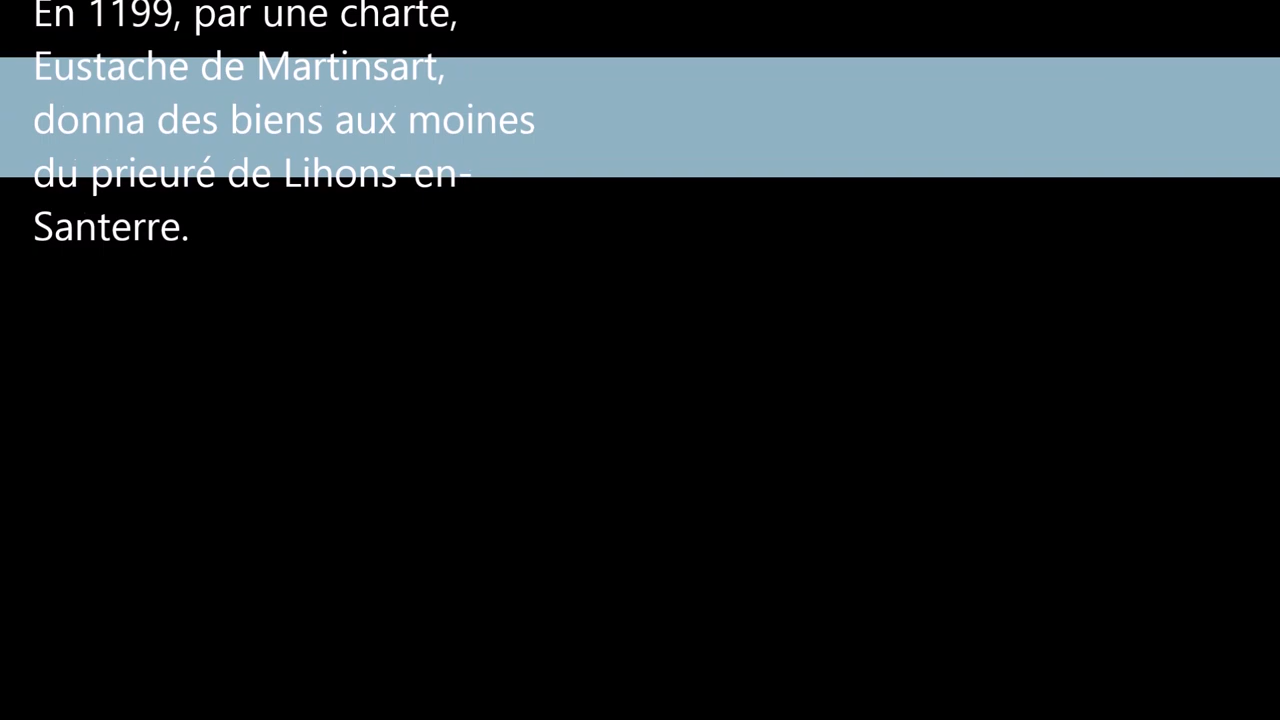 En 1199, par une charte,
Eustache de Martinsart,
donna des biens aux moines
du prieuré de Lihons-en-
Santerre.